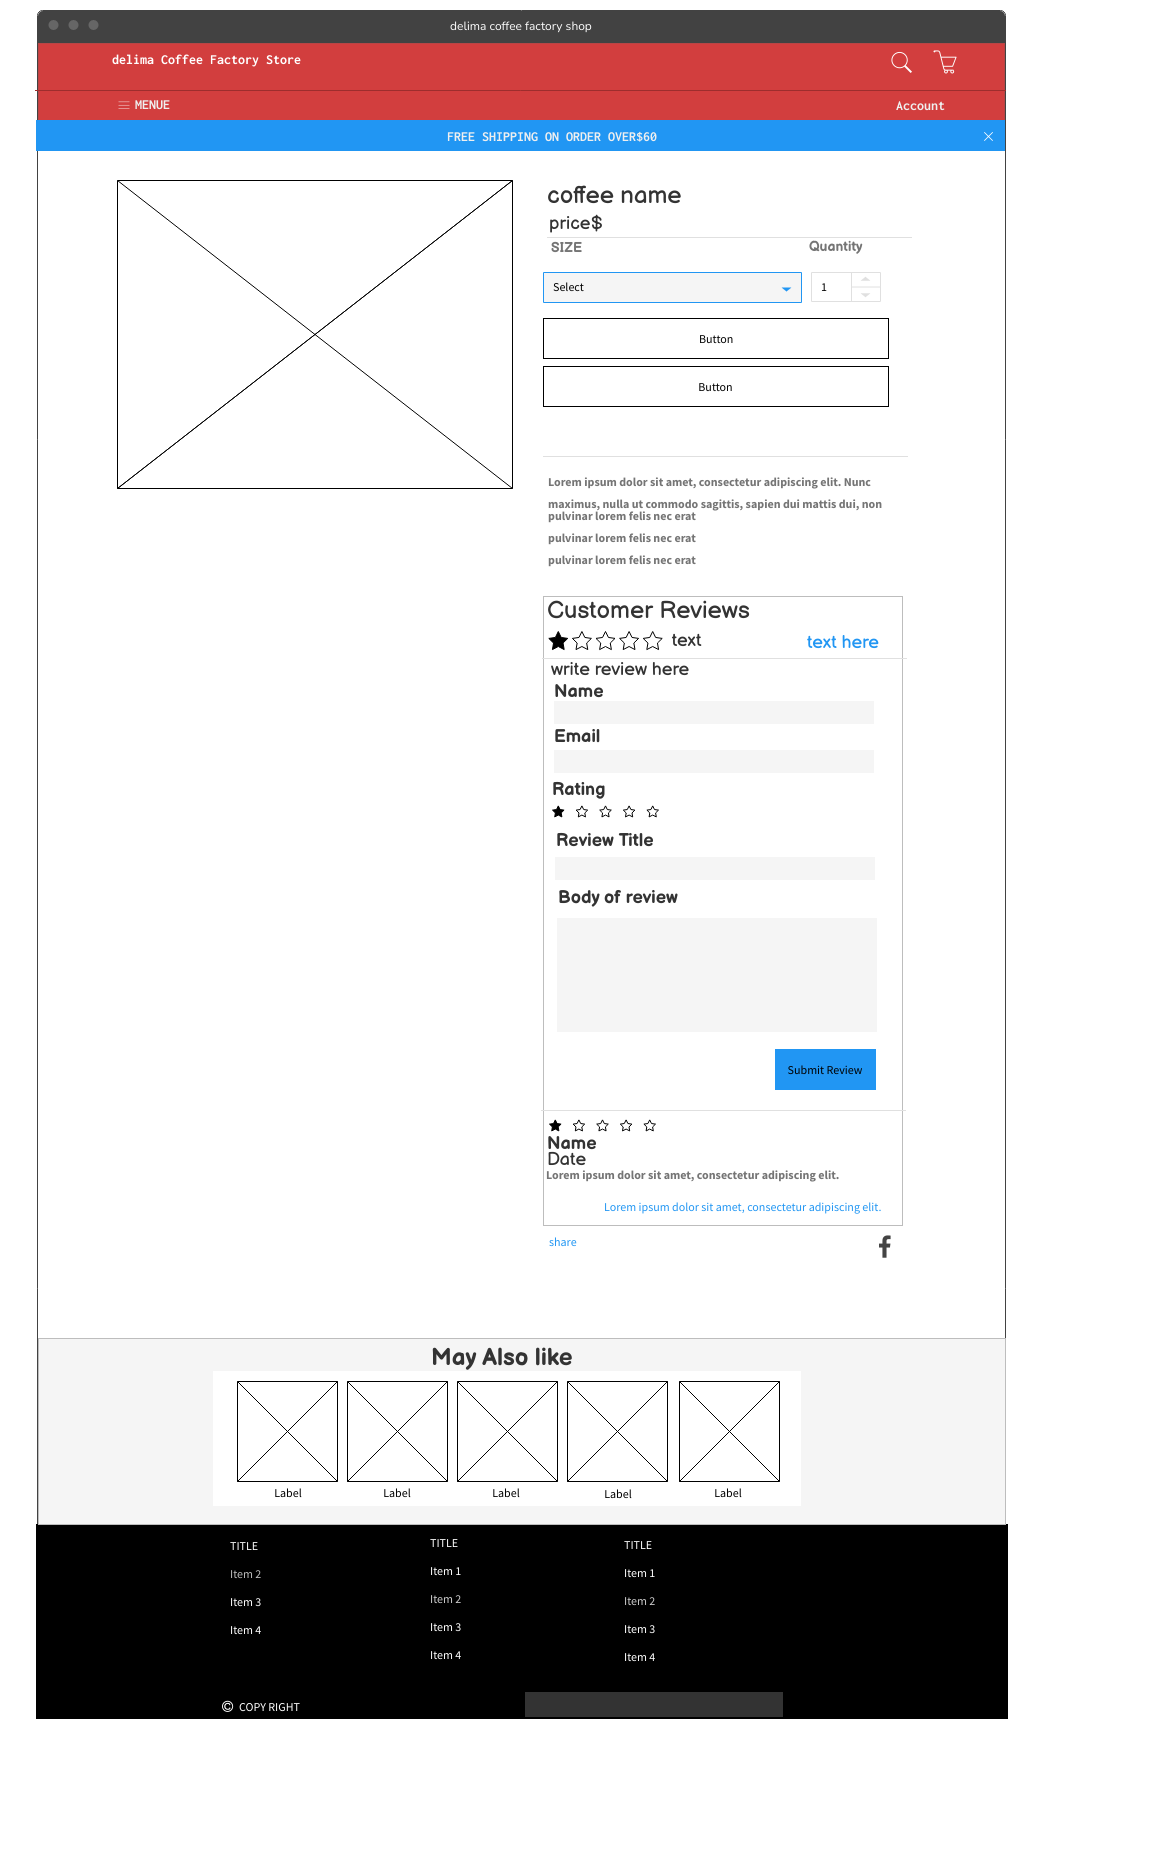 delima coffee factory shop
delima Coffee Factory Store
MENUE
Account
FREE SHIPPING ON ORDER OVER$60
coffee name
price$
SIZE
Quantity
Select
1
Button
Button
Lorem ipsum dolor sit amet, consectetur adipiscing elit. Nunc
maximus, nulla ut commodo sagittis, sapien dui mattis dui, non
pulvinar lorem felis nec erat
pulvinar lorem felis nec erat
pulvinar lorem felis nec erat
Customer Reviews
text
text here
write review here
Name
Email
Rating
Review Title
Body of review
Submit Review
Name
Date
Lorem ipsum dolor sit amet, consectetur adipiscing elit.
Lorem ipsum dolor sit amet, consectetur adipiscing elit.
share
May Also like
Label
Label
Label
Label
Label
TITLE
Item 2
Item 3
Item 4
TITLE
Item 1
Item 2
Item 3
Item 4
TITLE
Item 1
Item 2
Item 3
Item 4
© COPY RIGHT